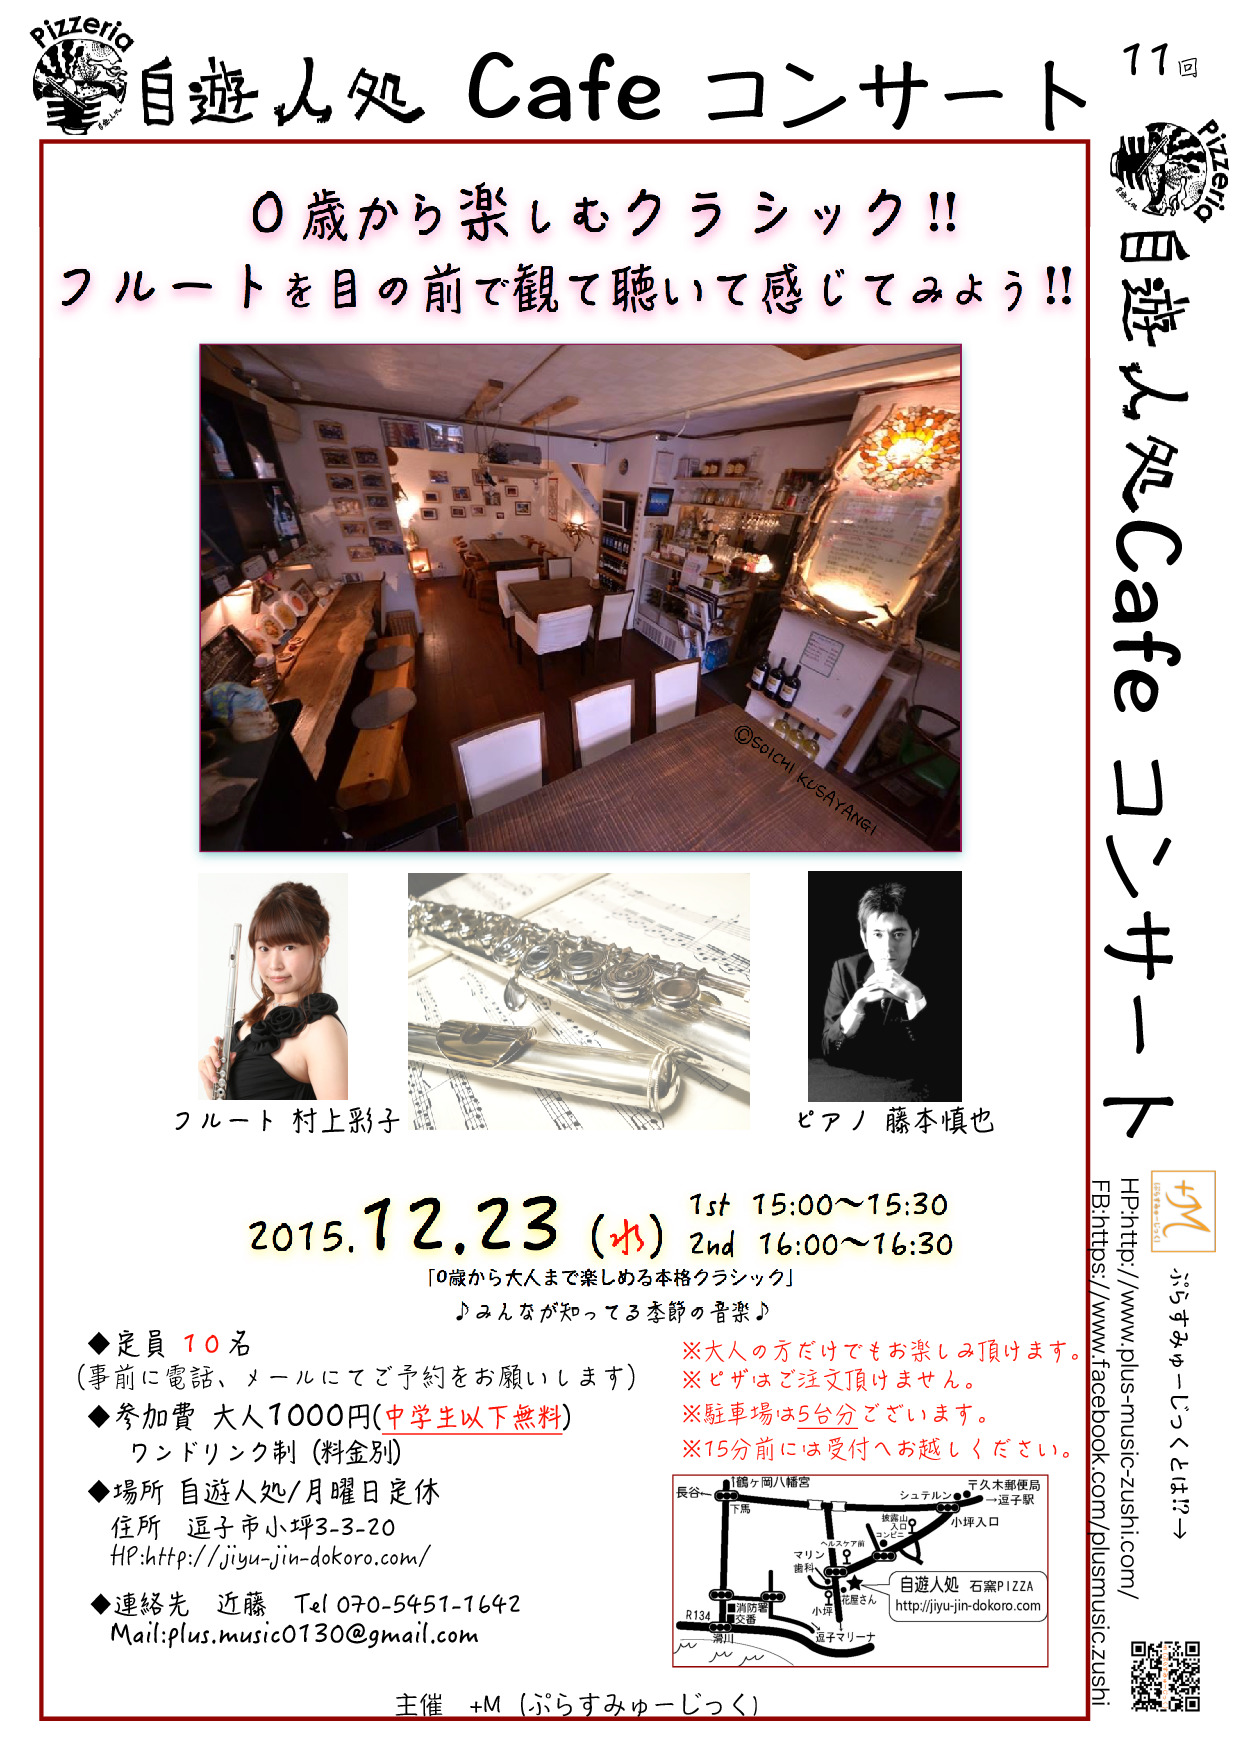 Pizzeria
自遊人処 Cafe コンサート
11回
0歳から楽しむクラシック!!
フルートを目の前で観て聴いて感じてみよう!!
©SOICHI KUSAYANGI
フルート 村上彩子
ピアノ 藤本慎也
2015.12.23 (水)
1st 15:00〜15:30
2nd 16:00〜16:30
「0歳から大人まで楽しめる本格クラシック」
♪みんなが知ってる季節の音楽♪
◆定員 10名
(事前に電話、メールにてご予約をお願いします)
◆参加費 大人1000円(中学生以下無料)
ワンドリンク制 (料金別)
◆場所 自遊人処/月曜日定休
住所 逗子市小坪3-3-20
HP:http://jiyu-jin-dokoro.com/
◆連絡先 近藤 Tel 070-5451-1642
Mail:plus.music0130@gmail.com
※大人の方だけでもお楽しみ頂けます。
※ピザはご注文頂けません。
※駐車場は5台分ございます。
※15分前には受付へお越しください。
↑鶴ヶ岡八幡宮
長谷←
下馬
シュテルン
〒久木郵便局
→逗子駅
小坪入口
披露山
入口
コンビニ
ヘルスケア前
マリン
歯科
小坪
花屋さん
自遊人処 石窯PIZZA
http://jiyu-jin-dokoro.com
消防署
交番
R134
滑川
逗子マリーナ
主催 +M (ぷらすみゅーじっく)
Pizzeria
自遊人処Cafe コンサート
+M
ぷらすみゅーじっくとは!?→
HP:http://www.plus-music-zushi.com/
FB:https://www.facebook.com/plusmusic.zushi